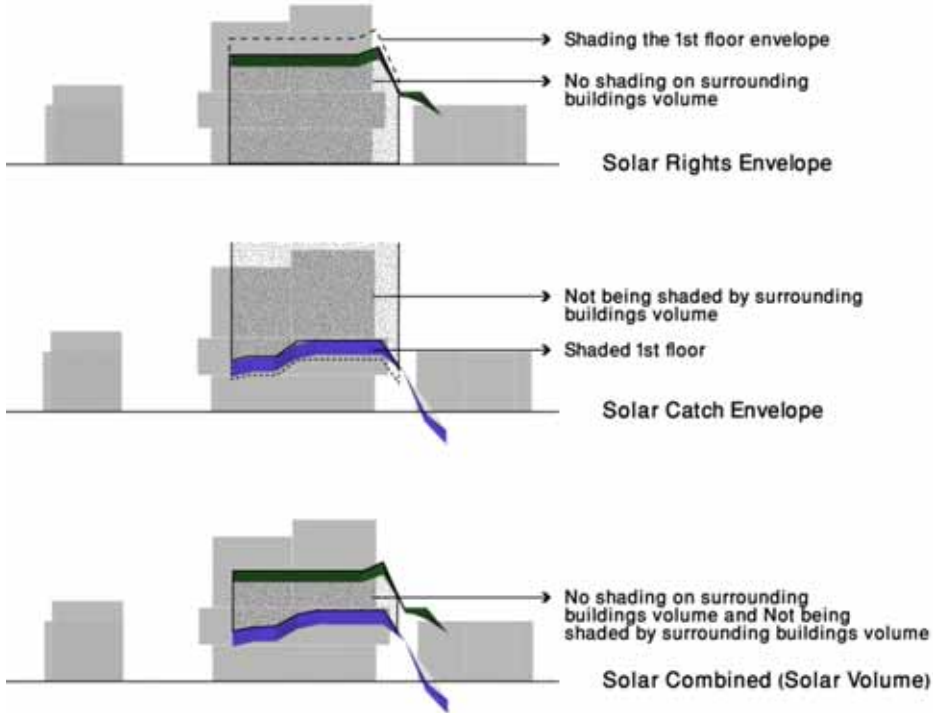 Shading the 1st floor envelope
No shading on surrounding
buildings volume
Solar Rights Envelope
Not being shaded by surrounding
buildings volume
Shaded 1st floor
Solar Catch Envelope
No shading on surrounding
buildings volume and Not being
shaded by surrounding buildings volume
Solar Combined (Solar Volume)